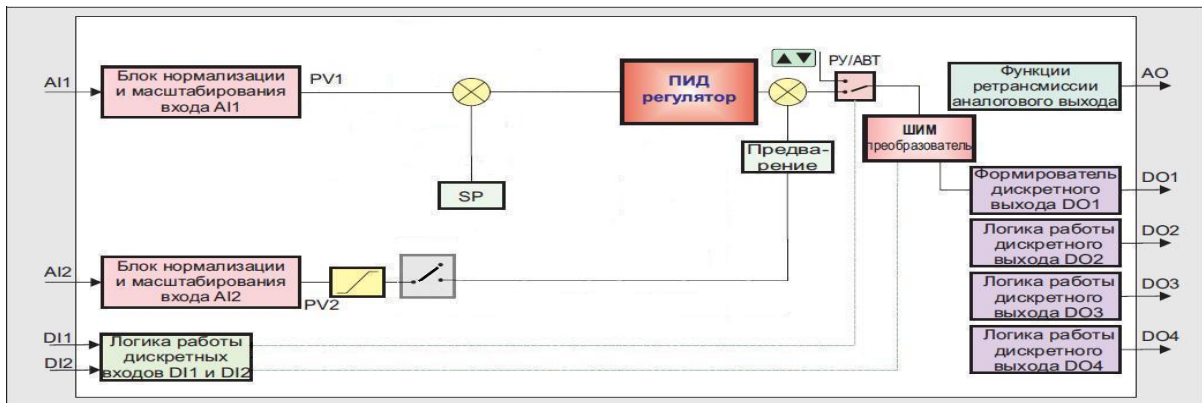 AI1
Блок нормализации
и масштабирования
входа AI1
PV1
ПИД
регулятор
РУ/АВТ
Функции
ретрансмиссии
аналогового выхода
AO
ШИМ
преобразователь
Предва-
рение
SP
Формирователь
дискретного
выхода DO1
DO1
Логика работы
дискретного
выхода DO2
DO2
AI2
Блок нормализации
и масштабирования
входа AI2
PV2
Логика работы
дискретного
выхода DO3
DO3
DI1
DI2
Логика работы
дискретных
входов DI1 и DI2
Логика работы
дискретного
выхода DO4
DO4